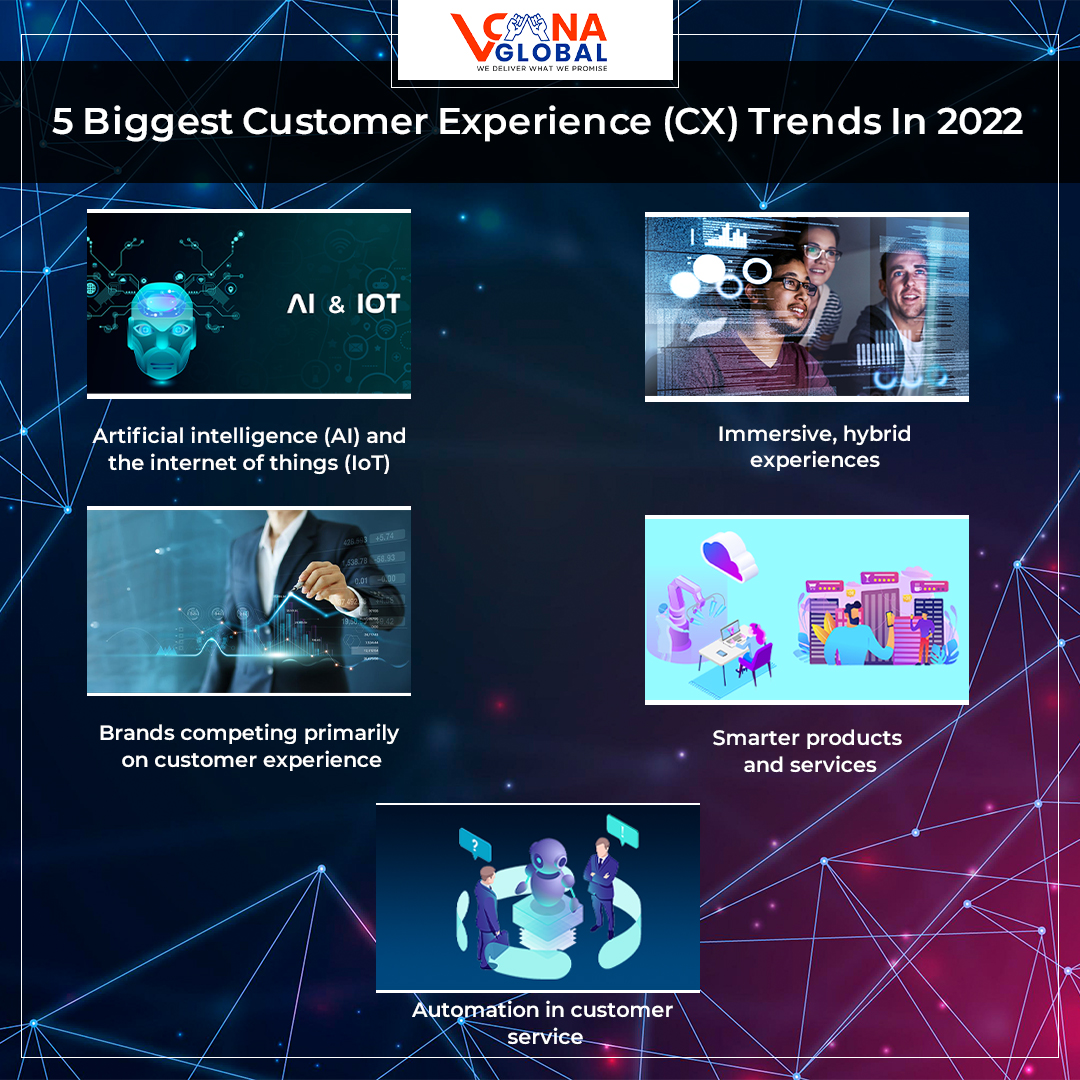 VCANA
GLOBAL
WE DELIVER WHAT WE PROMISE
5 Biggest Customer Experience (CX) Trends In 2022
AI & IOT
Artificial intelligence (AI) and
the internet of things (IoT)
Immersive, hybrid
experiences
Brands competing primarily
on customer experience
Smarter products
and services
?
!
Automation in customer
service